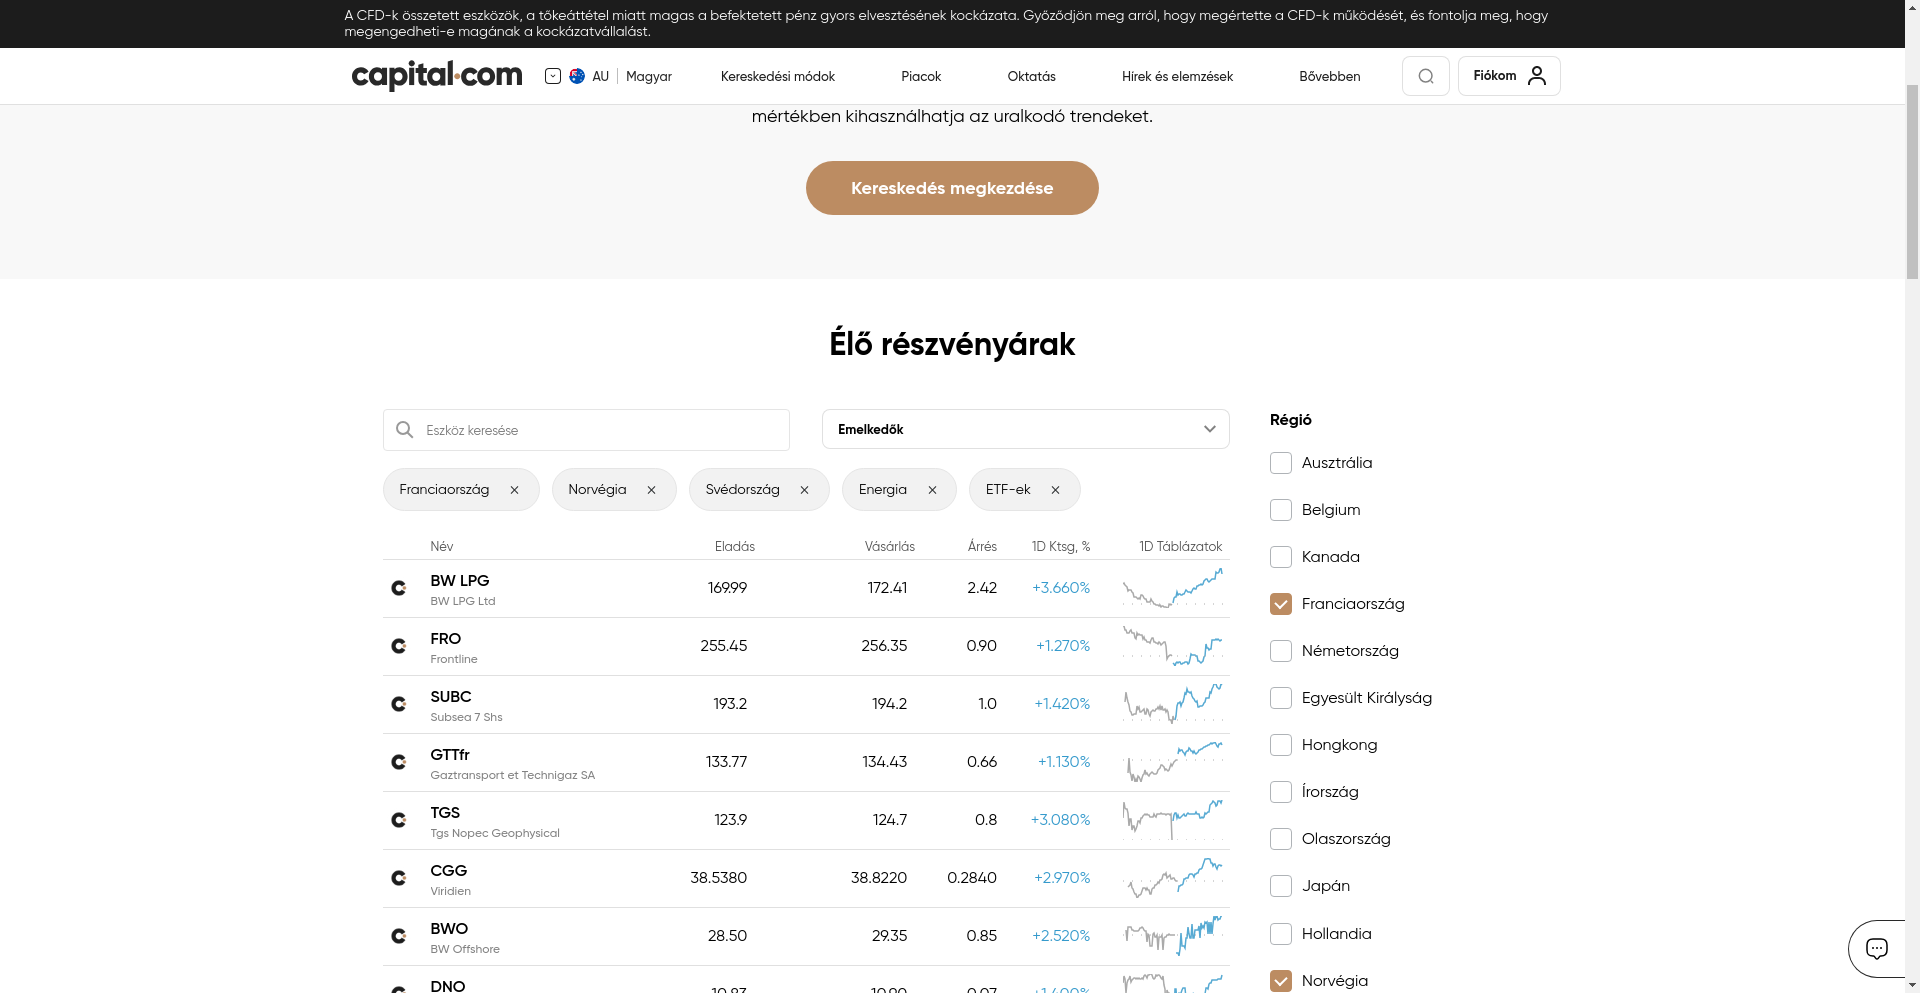 A CFD-k összetett eszközök, a tőkeáttétel miatt magas a befektetett pénz gyors elvesztésének kockázata. Győződjön meg arról, hogy megértette a CFD-k működését, és fontolja meg, hogy
megengedheti-e magának a kockázatvállalást.
capital.com
AU
Magyar
Kereskedési módok
Piacok
Oktatás
Hírek és elemzések
Bővebben
Fiókom
mértékben kihasználhatja az uralkodó trendeket.
Kereskedés megkezdése
Élő részvényárak
Eszköz keresése
Emelkedők
Franciaország
Norvégia
Svédország
Energia
ETF-ek
Név Eladás Vásárlás Árrés 1D Ktsg, % 1D Táblázatok
BW LPG 169.99 172.41 2.42 +3.660%
BW LPG Ltd
FRO 255.45 256.35 0.90 +1.270%
Frontline
SUBC 193.2 194.2 1.0 +1.420%
Subsea 7 Shs
GTTfr 133.77 134.43 0.66 +1.130%
Gaztransport et Technigaz SA
TGS 123.9 124.7 0.8 +3.080%
Tgs Nopec Geophysical
CGG 38.5380 38.8220 0.2840 +2.970%
Viridien
BWO 28.50 29.35 0.85 +2.520%
BW Offshore
DNO 10.83 10.90 0.07 +1.400%
Régió
Ausztrália
Belgium
Kanada
Franciaország
Németország
Egyesült Királyság
Hongkong
Írország
Olaszország
Japán
Hollandia
Norvégia